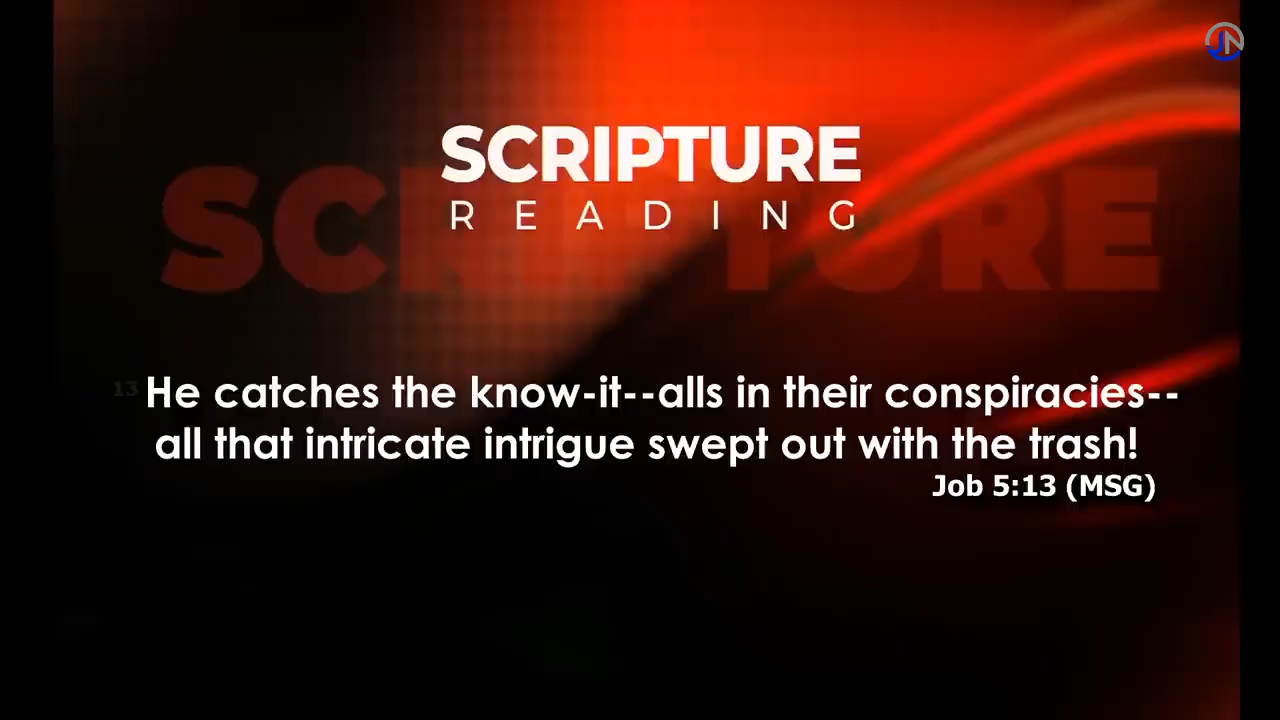 SCRIPTURE
READING
SCRIPTURE
13 He catches the know-it--alls in their conspiracies--
all that intricate intrigue swept out with the trash!
Job 5:13 (MSG)